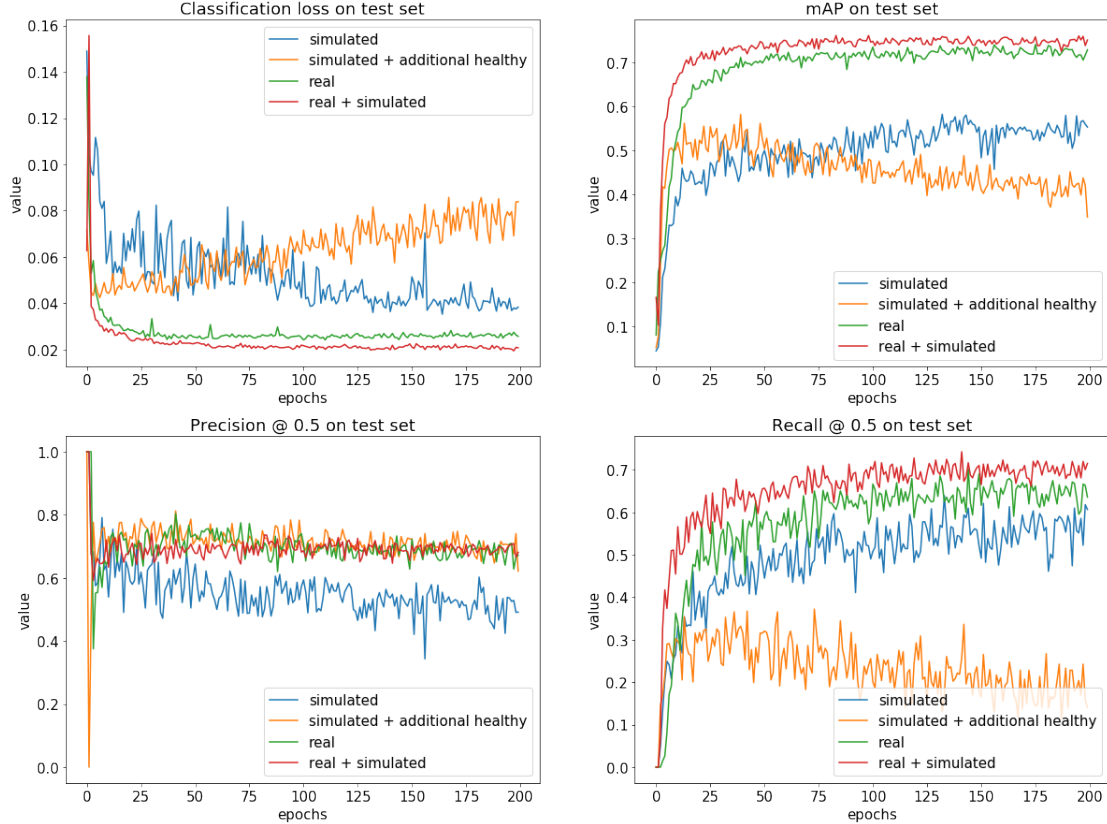 Classification loss on test set
0.16
0.14
0.12
0.10
0.08
0.06
0.04
0.02
value
0 25 50 75 100 125 150 175 200
epochs
simulated
simulated + additional healthy
real
real + simulated
mAP on test set
0.7
0.6
0.5
0.4
0.3
0.2
0.1
value
0 25 50 75 100 125 150 175 200
epochs
simulated
simulated + additional healthy
real
real + simulated
Precision @ 0.5 on test set
1.0
0.8
0.6
0.4
0.2
0.0
value
0 25 50 75 100 125 150 175 200
epochs
simulated
simulated + additional healthy
real
real + simulated
Recall @ 0.5 on test set
0.7
0.6
0.5
0.4
0.3
0.2
0.1
0.0
value
0 25 50 75 100 125 150 175 200
epochs
simulated
simulated + additional healthy
real
real + simulated